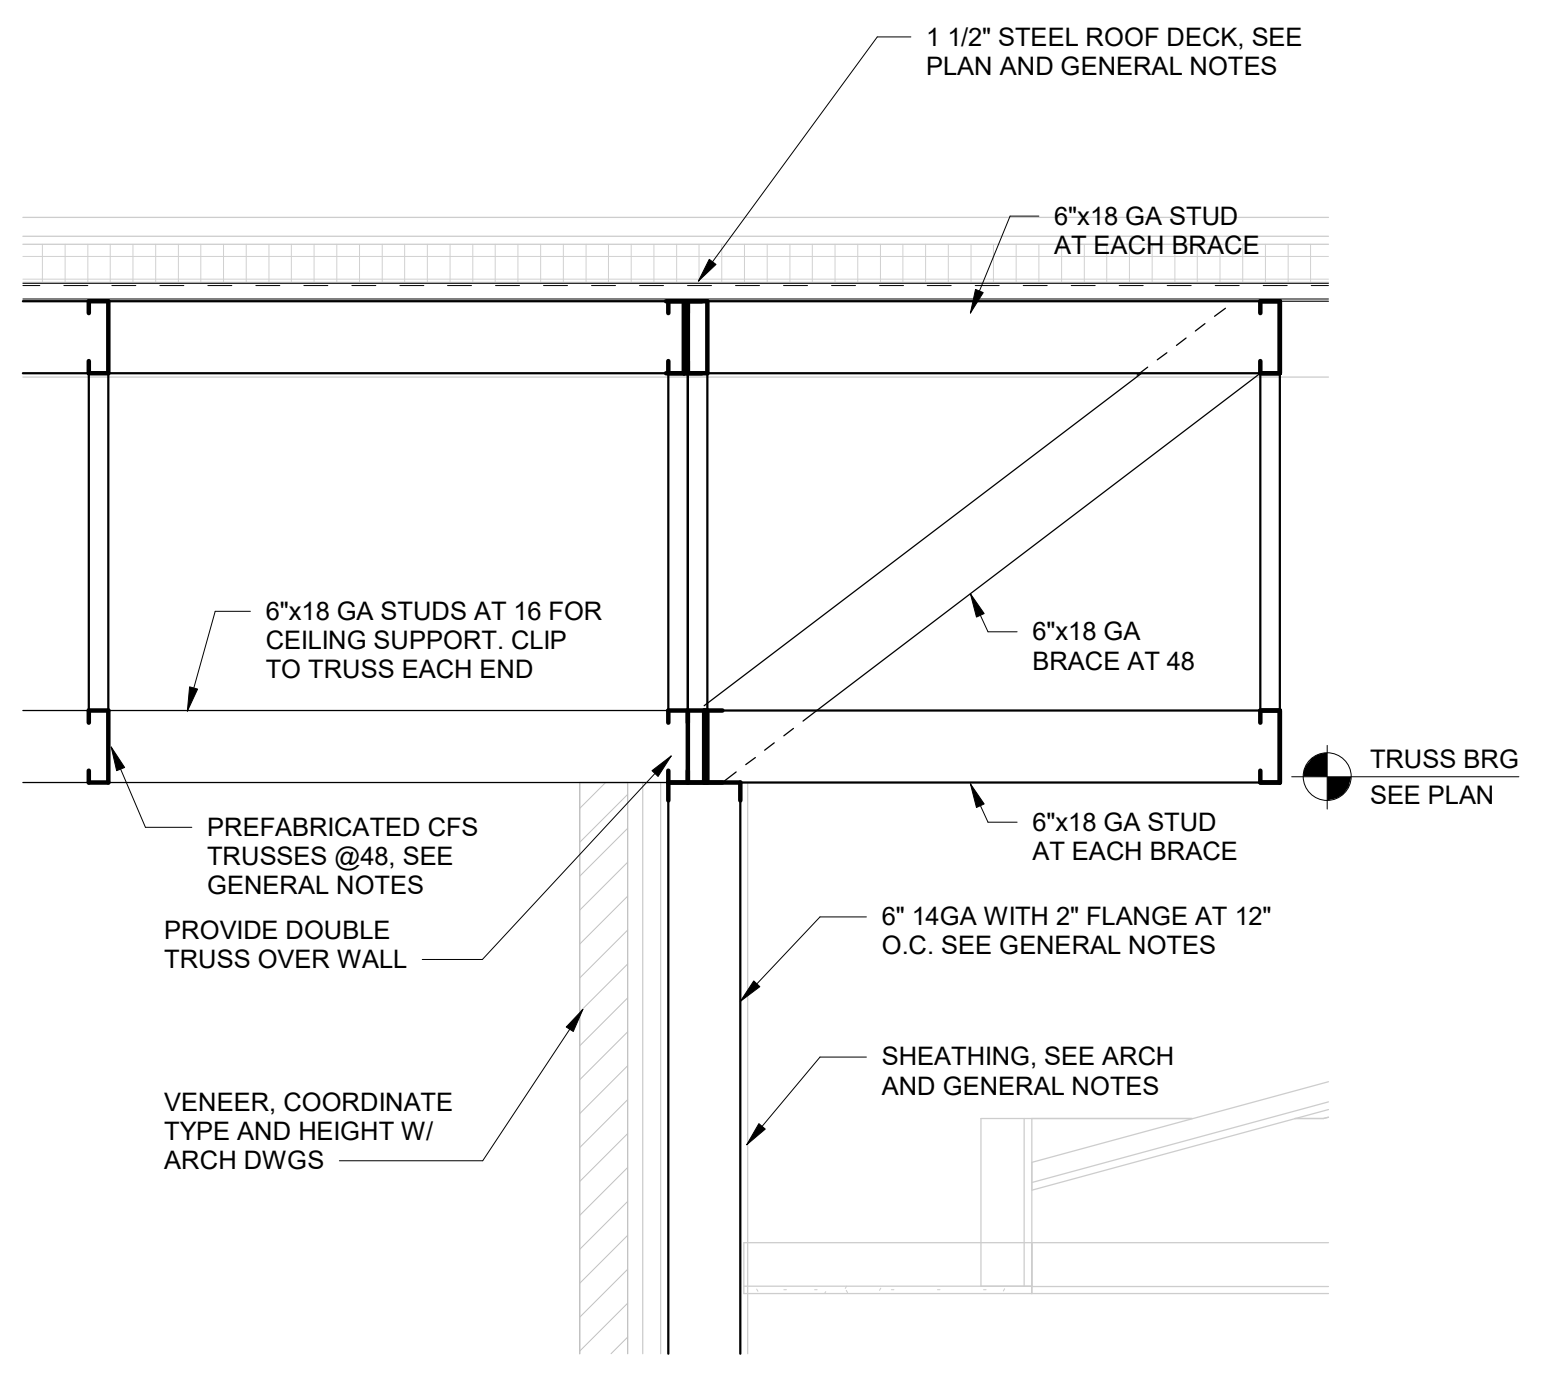 1 1/2" STEEL ROOF DECK, SEE
PLAN AND GENERAL NOTES
6"x18 GA STUD
AT EACH BRACE
6"x18 GA STUDS AT 16 FOR
CEILING SUPPORT. CLIP
TO TRUSS EACH END
6"x18 GA
BRACE AT 48
TRUSS BRG
SEE PLAN
PREFABRICATED CFS
TRUSSES @48, SEE
GENERAL NOTES
6"x18 GA STUD
AT EACH BRACE
PROVIDE DOUBLE
TRUSS OVER WALL
6" 14GA WITH 2" FLANGE AT 12"
O.C. SEE GENERAL NOTES
SHEATHING, SEE ARCH
AND GENERAL NOTES
VENEER, COORDINATE
TYPE AND HEIGHT W/
ARCH DWGS